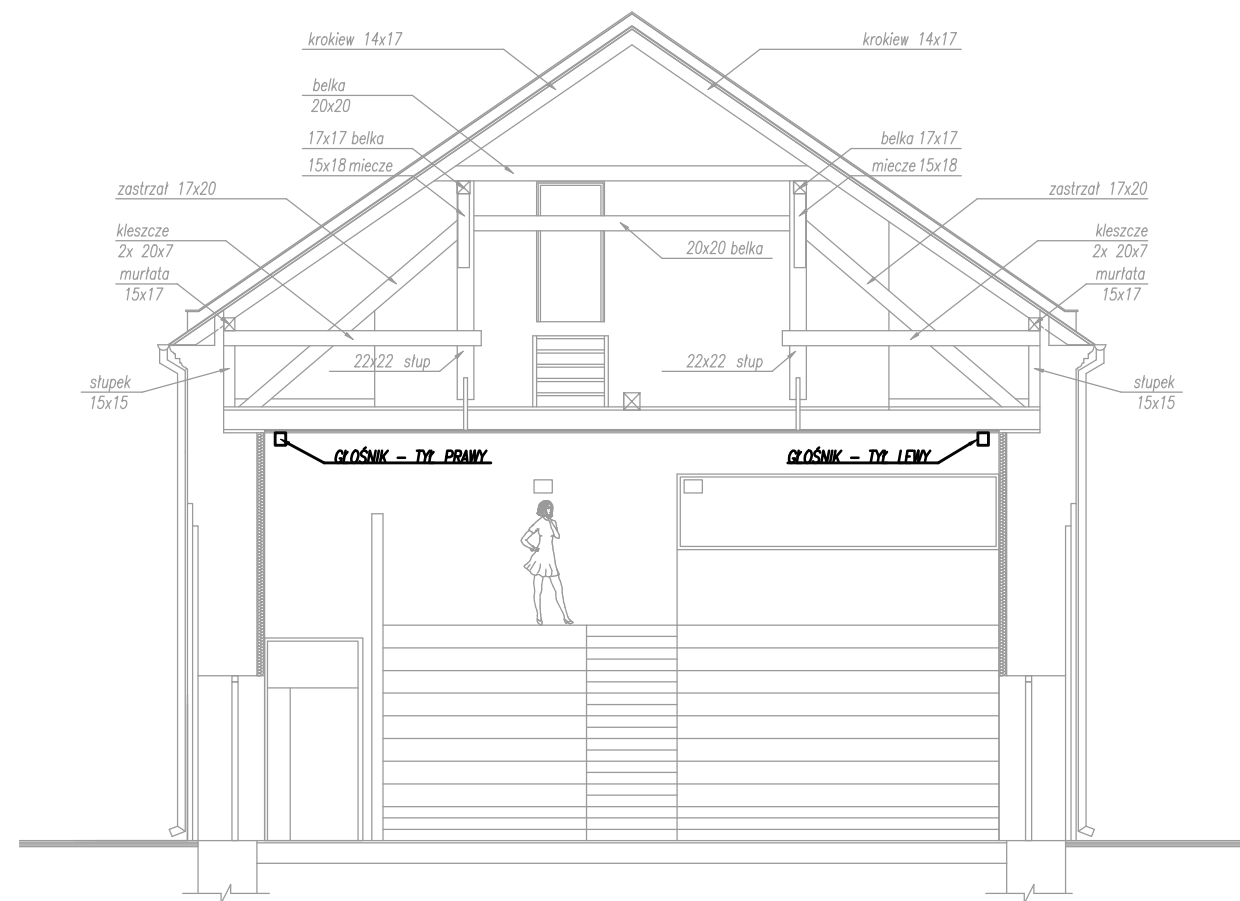 krokiew 14x17
krokiew 14x17
belka
20x20
17x17 belka
belka 17x17
15x18 miecze
miecze 15x18
zastrzał 17x20
zastrzał 17x20
kleszcze
2x 20x7
kleszcze
2x 20x7
20x20 belka
murłata
15x17
murłata
15x17
22x22 słup
22x22 słup
słupek
15x15
słupek
15x15
GŁOŚNIK – TYŁ PRAWY
GŁOŚNIK – TYŁ LEWY